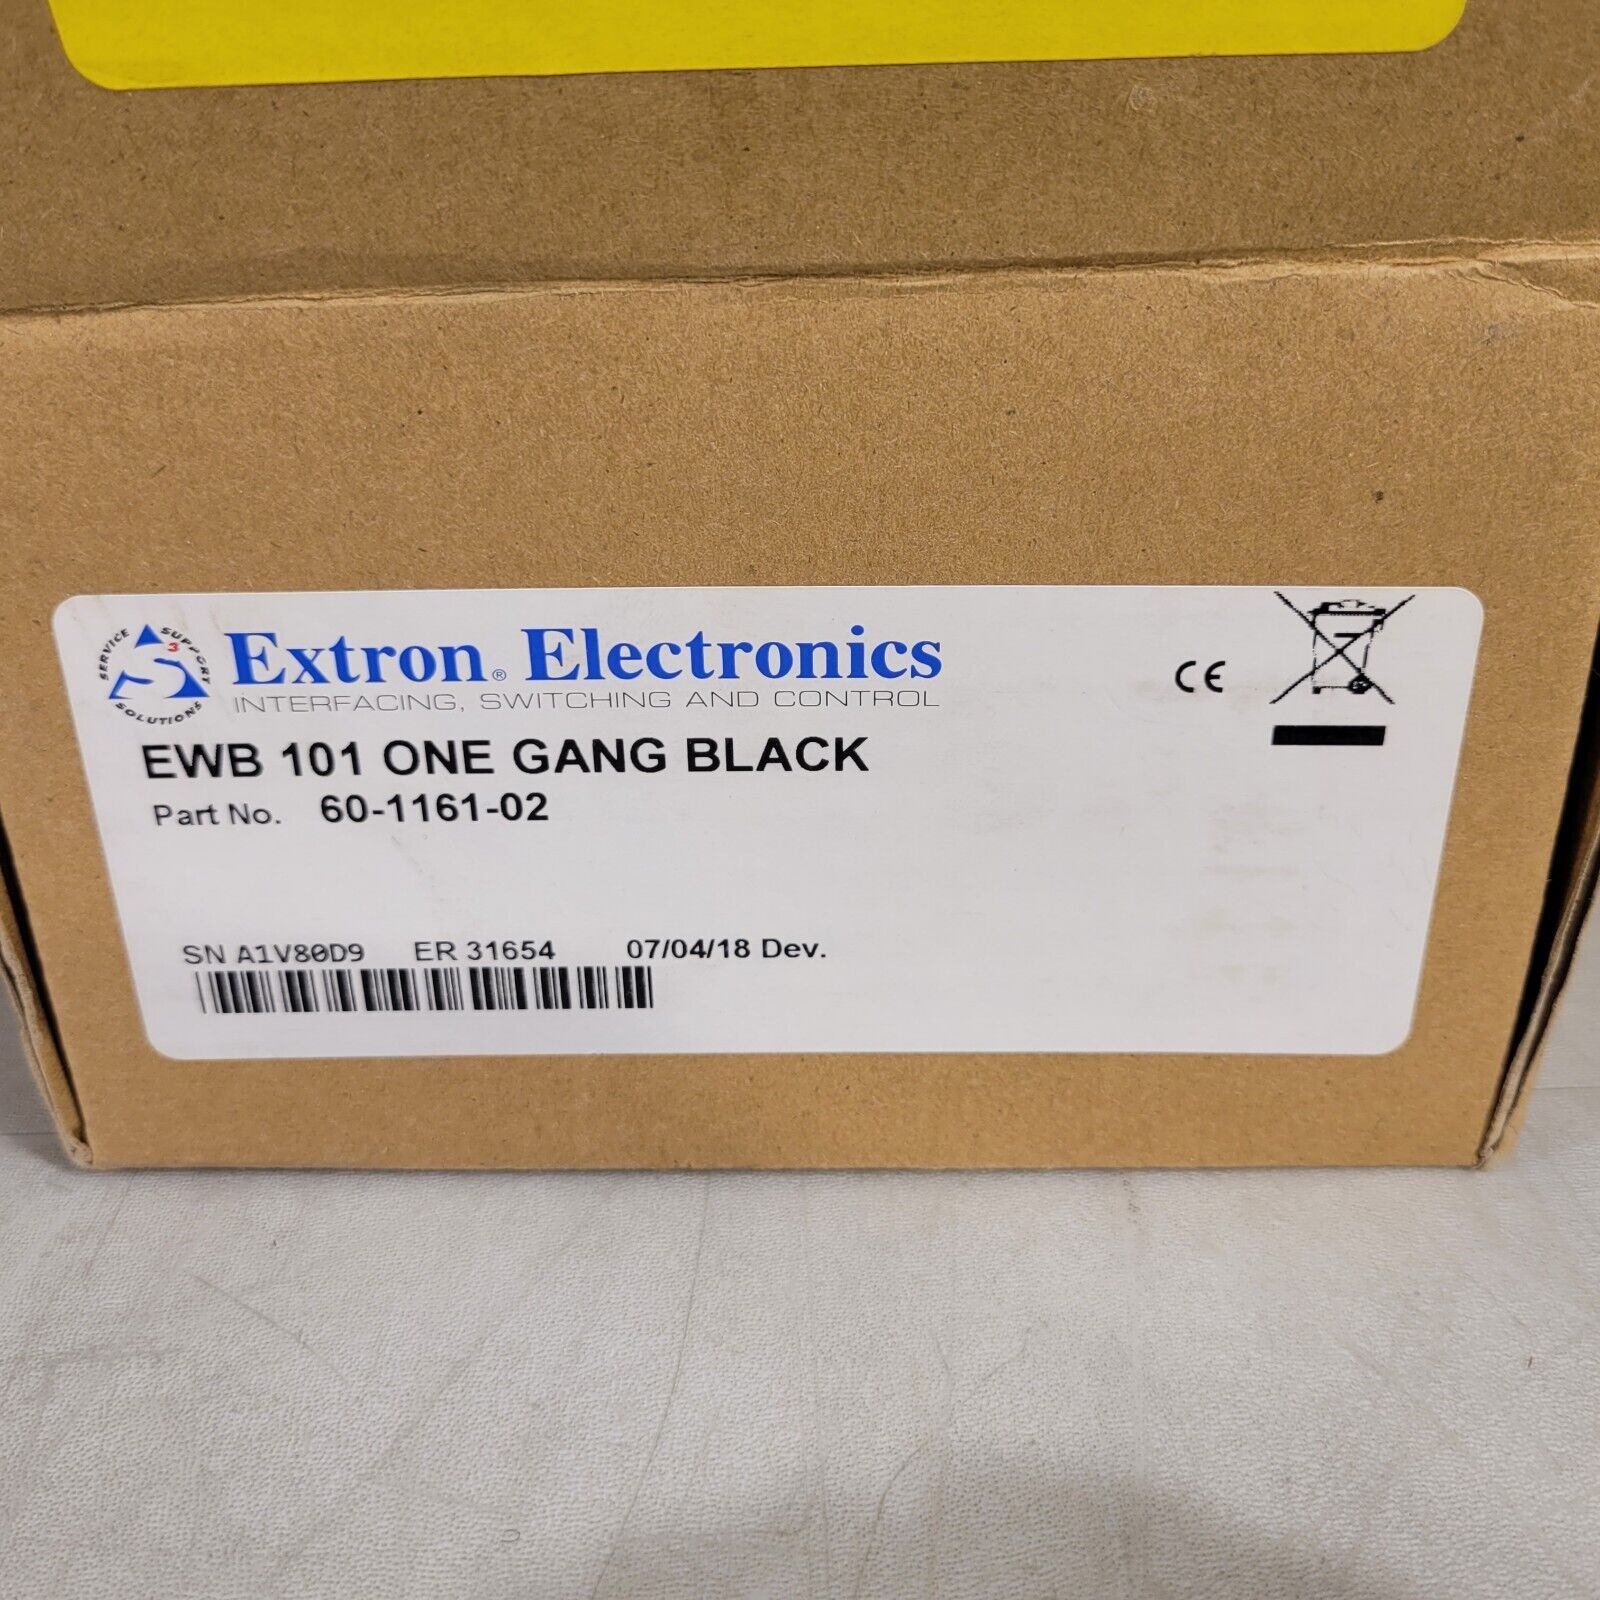 SERVICE SUPPORT SOLUTIONS
S3
Extron® Electronics
INTERFACING, SWITCHING AND CONTROL
CE
EWB 101 ONE GANG BLACK
Part No. 60-1161-02
SN A1V80D9 ER 31654 07/04/18 Dev.